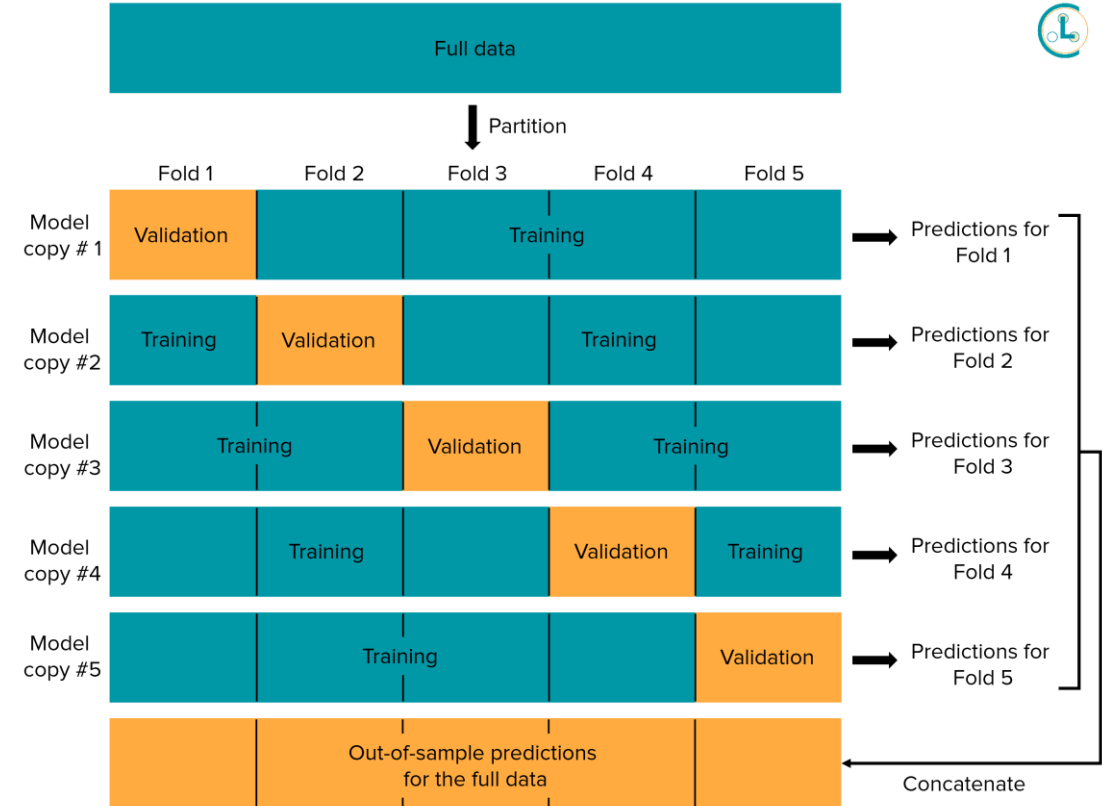 Full data
L
Partition
Fold 1
Fold 2
Fold 3
Fold 4
Fold 5
Model
copy # 1
Validation
Training
Predictions for
Fold 1
Model
copy #2
Training
Validation
Training
Predictions for
Fold 2
Model
copy #3
Training
Validation
Training
Predictions for
Fold 3
Model
copy #4
Training
Validation
Training
Predictions for
Fold 4
Model
copy #5
Training
Validation
Predictions for
Fold 5
Out-of-sample predictions
for the full data
Concatenate